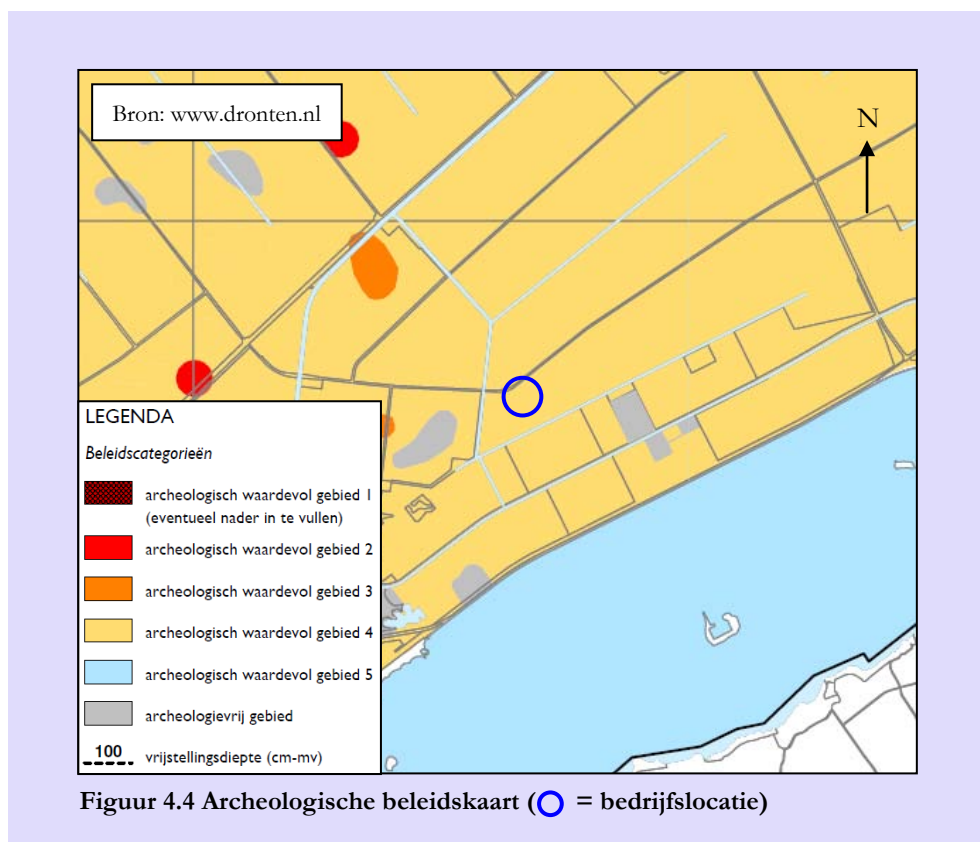 Bron: www.dronten.nl
N
LEGENDA
Beleidscategorieën
archeologisch waardevol gebied 1
(eventueel nader in te vullen)
archeologisch waardevol gebied 2
archeologisch waardevol gebied 3
archeologisch waardevol gebied 4
archeologisch waardevol gebied 5
archeologievrij gebied
100 vrijstellingsdiepte (cm-mv)
Figuur 4.4 Archeologische beleidskaart ( = bedrijfslocatie)